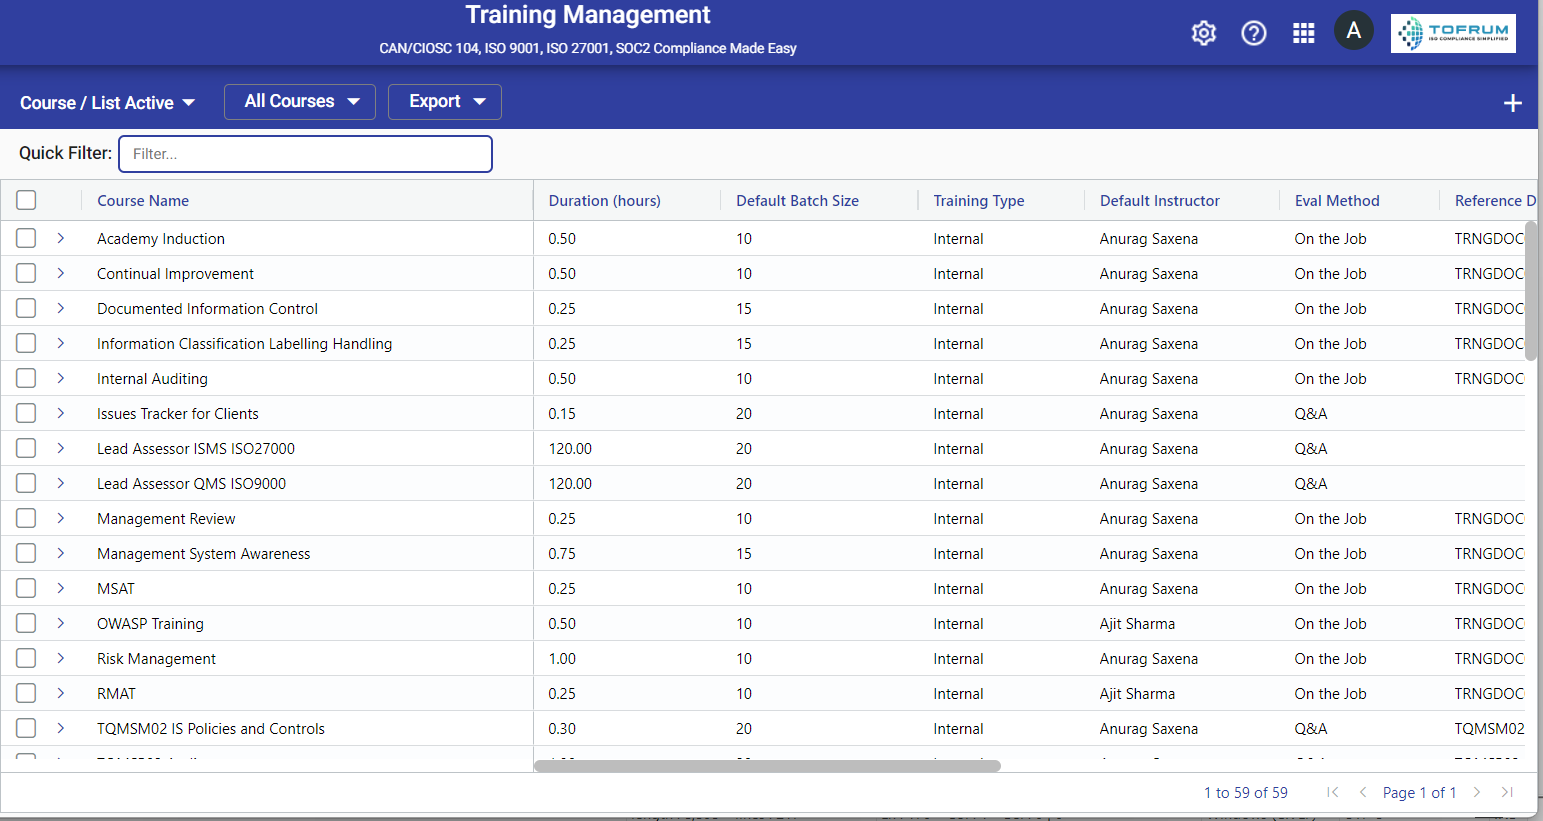 Training Management
CAN/CIOSC 104, ISO 9001, ISO 27001, SOC2 Compliance Made Easy
A
TOFRUM
ISO COMPLIANCE SIMPLIFIED
Course / List Active
All Courses
Export
Quick Filter:
Filter...
Course Name Duration (hours) Default Batch Size Training Type Default Instructor Eval Method Reference D
Academy Induction 0.50 10 Internal Anurag Saxena On the Job TRNGDOC
Continual Improvement 0.50 10 Internal Anurag Saxena On the Job TRNGDOC
Documented Information Control 0.25 15 Internal Anurag Saxena On the Job TRNGDOC
Information Classification Labelling Handling 0.25 15 Internal Anurag Saxena On the Job TRNGDOC
Internal Auditing 0.50 10 Internal Anurag Saxena On the Job TRNGDOC
Issues Tracker for Clients 0.15 20 Internal Anurag Saxena Q&A
Lead Assessor ISMS ISO27000 120.00 20 Internal Anurag Saxena Q&A
Lead Assessor QMS ISO9000 120.00 20 Internal Anurag Saxena Q&A
Management Review 0.25 10 Internal Anurag Saxena On the Job TRNGDOC
Management System Awareness 0.75 15 Internal Anurag Saxena On the Job TRNGDOC
MSAT 0.25 10 Internal Anurag Saxena On the Job TRNGDOC
OWASP Training 0.50 10 Internal Ajit Sharma On the Job TRNGDOC
Risk Management 1.00 10 Internal Anurag Saxena On the Job TRNGDOC
RMAT 0.25 10 Internal Ajit Sharma On the Job TRNGDOC
TQMSM02 IS Policies and Controls 0.30 20 Internal Anurag Saxena Q&A TQMSM02
1 to 59 of 59
Page 1 of 1